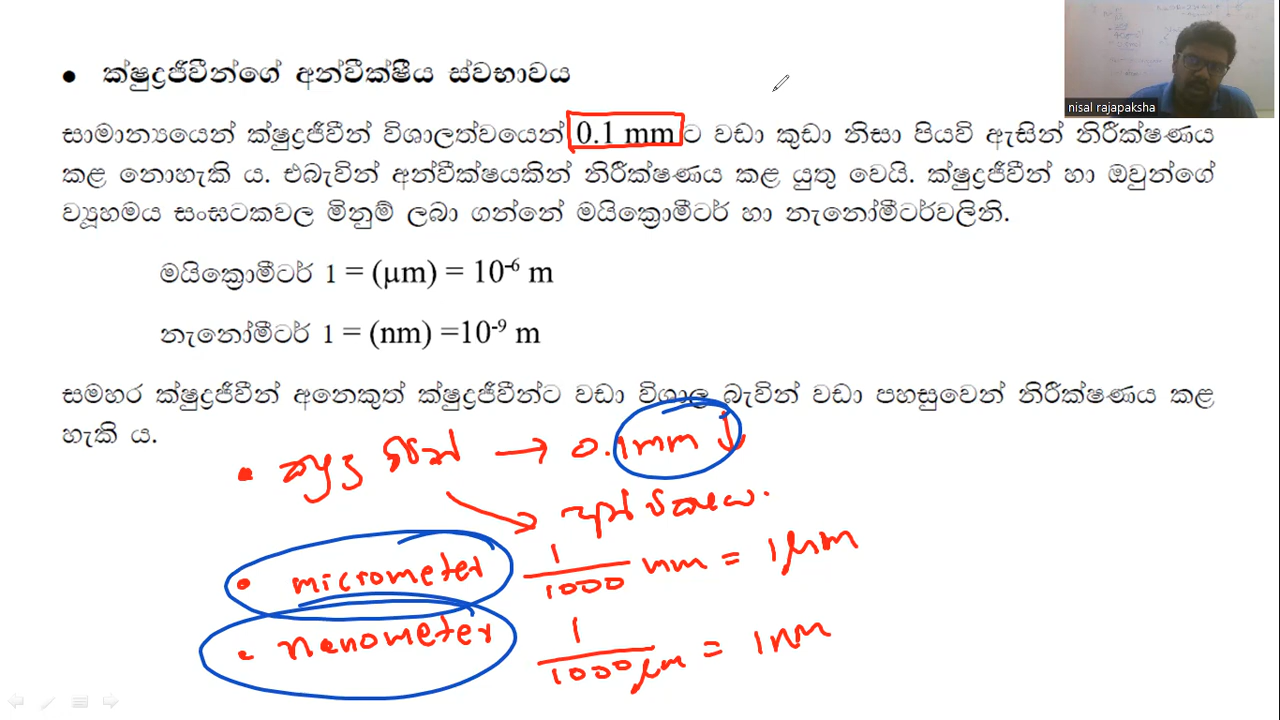 nisal rajapaksha
• ක්ෂුද්‍රජීවීන්ගේ අන්වීක්ෂීය ස්වභාවය
සාමාන්‍යයෙන් ක්ෂුද්‍රජීවීන් විශාලත්වයෙන් 0.1 mm ට වඩා කුඩා නිසා පියවි ඇසින් නිරීක්ෂණය
කළ නොහැකි ය. එබැවින් අන්වීක්ෂයකින් නිරීක්ෂණය කළ යුතු වෙයි. ක්ෂුද්‍රජීවීන් හා ඔවුන්ගේ
ව්‍යූහමය සංඝටකවල මිනුම් ලබා ගන්නේ මයික්‍රොමීටර් හා නැනෝමීටර්වලිනි.
මයික්‍රොමීටර් 1 = (µm) = 10⁻⁶ m
නැනෝමීටර් 1 = (nm) =10⁻⁹ m
සමහර ක්ෂුද්‍රජීවීන් අනෙකුත් ක්ෂුද්‍රජීවීන්ට වඩා විශාල බැවින් වඩා පහසුවෙන් නිරීක්ෂණය කළ
හැකි ය.
→ 0.1mm ↓
• micrometer 1/1000 mm = 1µm
• nanometer 1/1000µm = 1nm